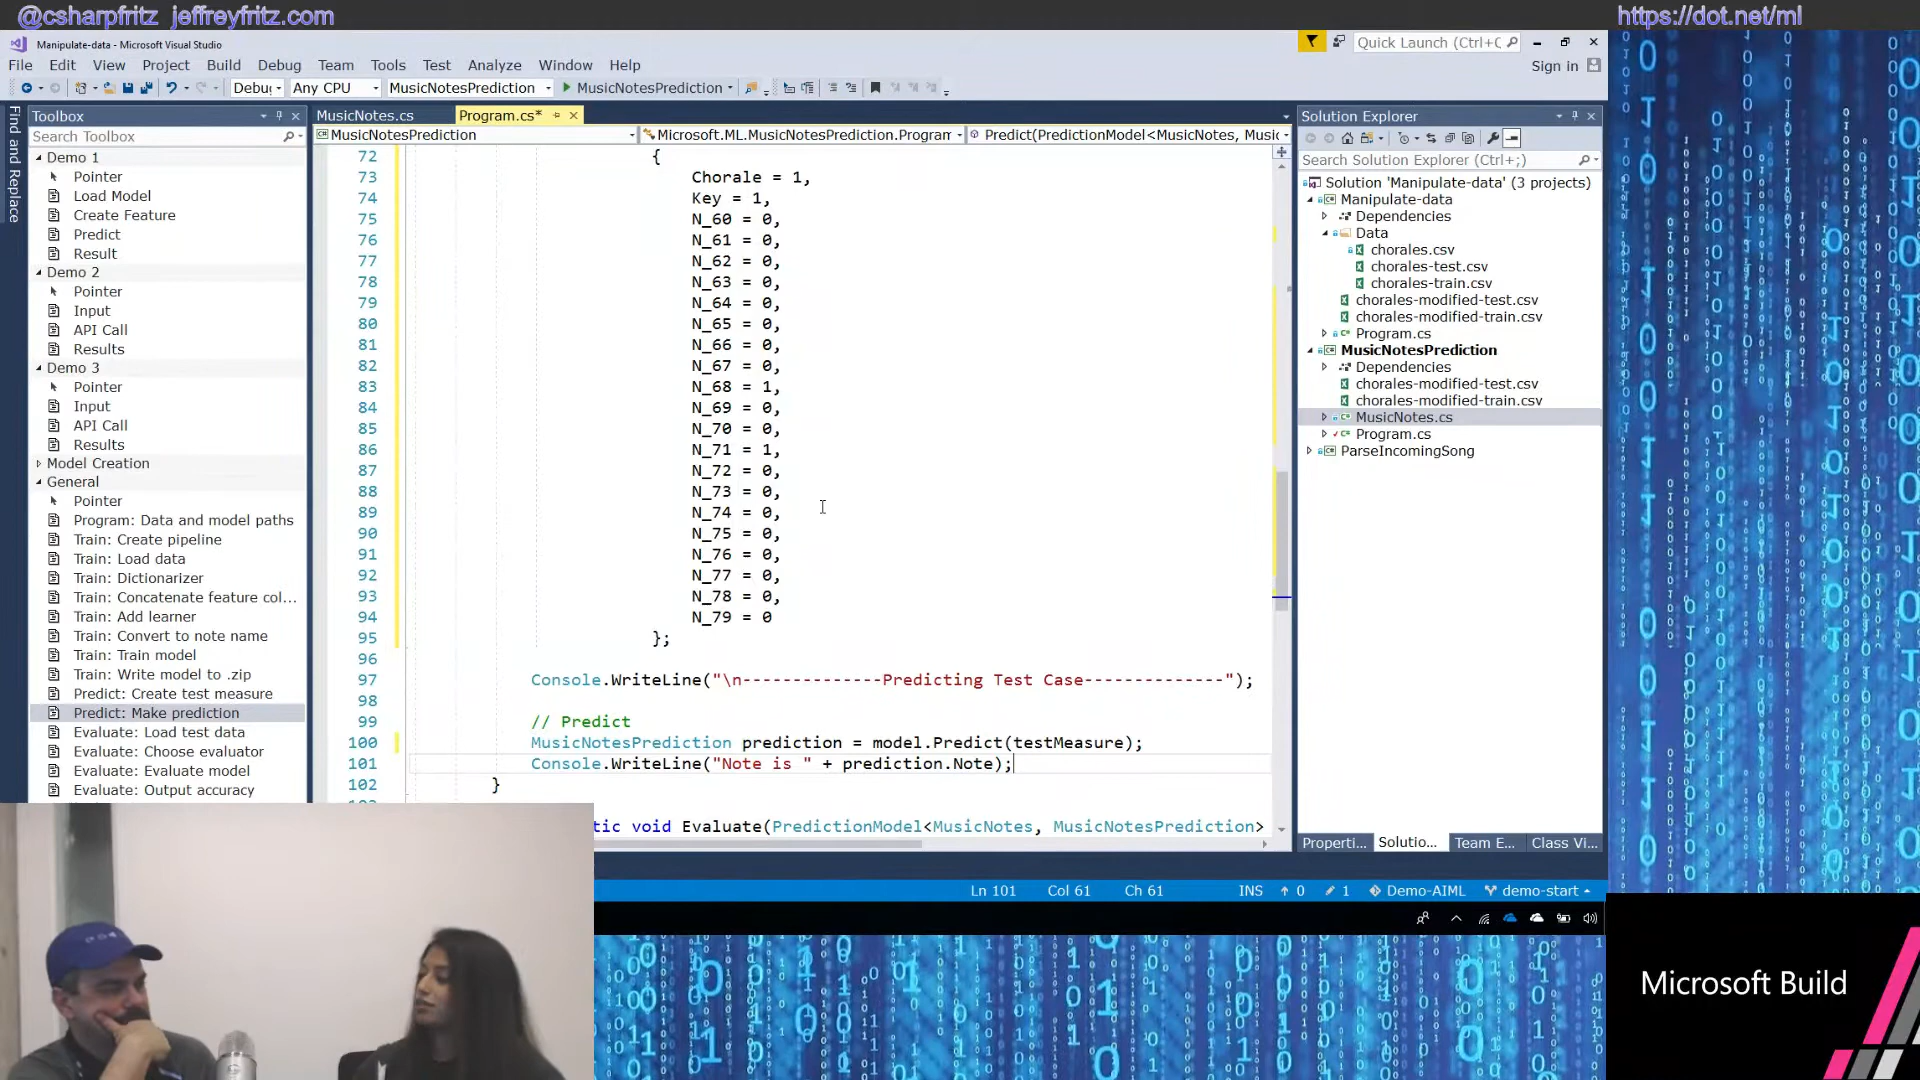 @csharpfritz jeffreyfritz.com
https://dot.net/ml
Manipulate-data - Microsoft Visual Studio
Quick Launch (Ctrl+Q
File Edit View Project Build Debug Team Tools Test Analyze Window Help
Sign in
Debug Any CPU MusicNotesPrediction MusicNotesPrediction
Find and Replace
Toolbox
Search Toolbox
Demo 1
Pointer
Load Model
Create Feature
Predict
Result
Demo 2
Pointer
Input
API Call
Results
Demo 3
Pointer
Input
API Call
Results
Model Creation
General
Pointer
Program: Data and model paths
Train: Create pipeline
Train: Load data
Train: Dictionarizer
Train: Concatenate feature col...
Train: Add learner
Train: Convert to note name
Train: Train model
Train: Write model to .zip
Predict: Create test measure
Predict: Make prediction
Evaluate: Load test data
Evaluate: Choose evaluator
Evaluate: Evaluate model
Evaluate: Output accuracy
MusicNotes.cs Program.cs*
MusicNotesPrediction Microsoft.ML.MusicNotesPrediction.Program Predict(PredictionModel<MusicNotes, Music
72 {
73 Chorale = 1,
74 Key = 1,
75 N_60 = 0,
76 N_61 = 0,
77 N_62 = 0,
78 N_63 = 0,
79 N_64 = 0,
80 N_65 = 0,
81 N_66 = 0,
82 N_67 = 0,
83 N_68 = 1,
84 N_69 = 0,
85 N_70 = 0,
86 N_71 = 1,
87 N_72 = 0,
88 N_73 = 0,
89 N_74 = 0,
90 N_75 = 0,
91 N_76 = 0,
92 N_77 = 0,
93 N_78 = 0,
94 N_79 = 0
95 };
96
97 Console.WriteLine("\n--------------Predicting Test Case--------------");
98
99 // Predict
100 MusicNotesPrediction prediction = model.Predict(testMeasure);
101 Console.WriteLine("Note is " + prediction.Note);
102 }
tic void Evaluate(PredictionModel<MusicNotes, MusicNotesPrediction>
Solution Explorer
Search Solution Explorer (Ctrl+;)
Solution 'Manipulate-data' (3 projects)
Manipulate-data
Dependencies
Data
chorales.csv
chorales-test.csv
chorales-train.csv
chorales-modified-test.csv
chorales-modified-train.csv
Program.cs
MusicNotesPrediction
Dependencies
chorales-modified-test.csv
chorales-modified-train.csv
MusicNotes.cs
Program.cs
ParseIncomingSong
Properti... Solutio... Team E... Class Vi...
Ln 101 Col 61 Ch 61 INS 0 1 Demo-AIML demo-start
Microsoft Build